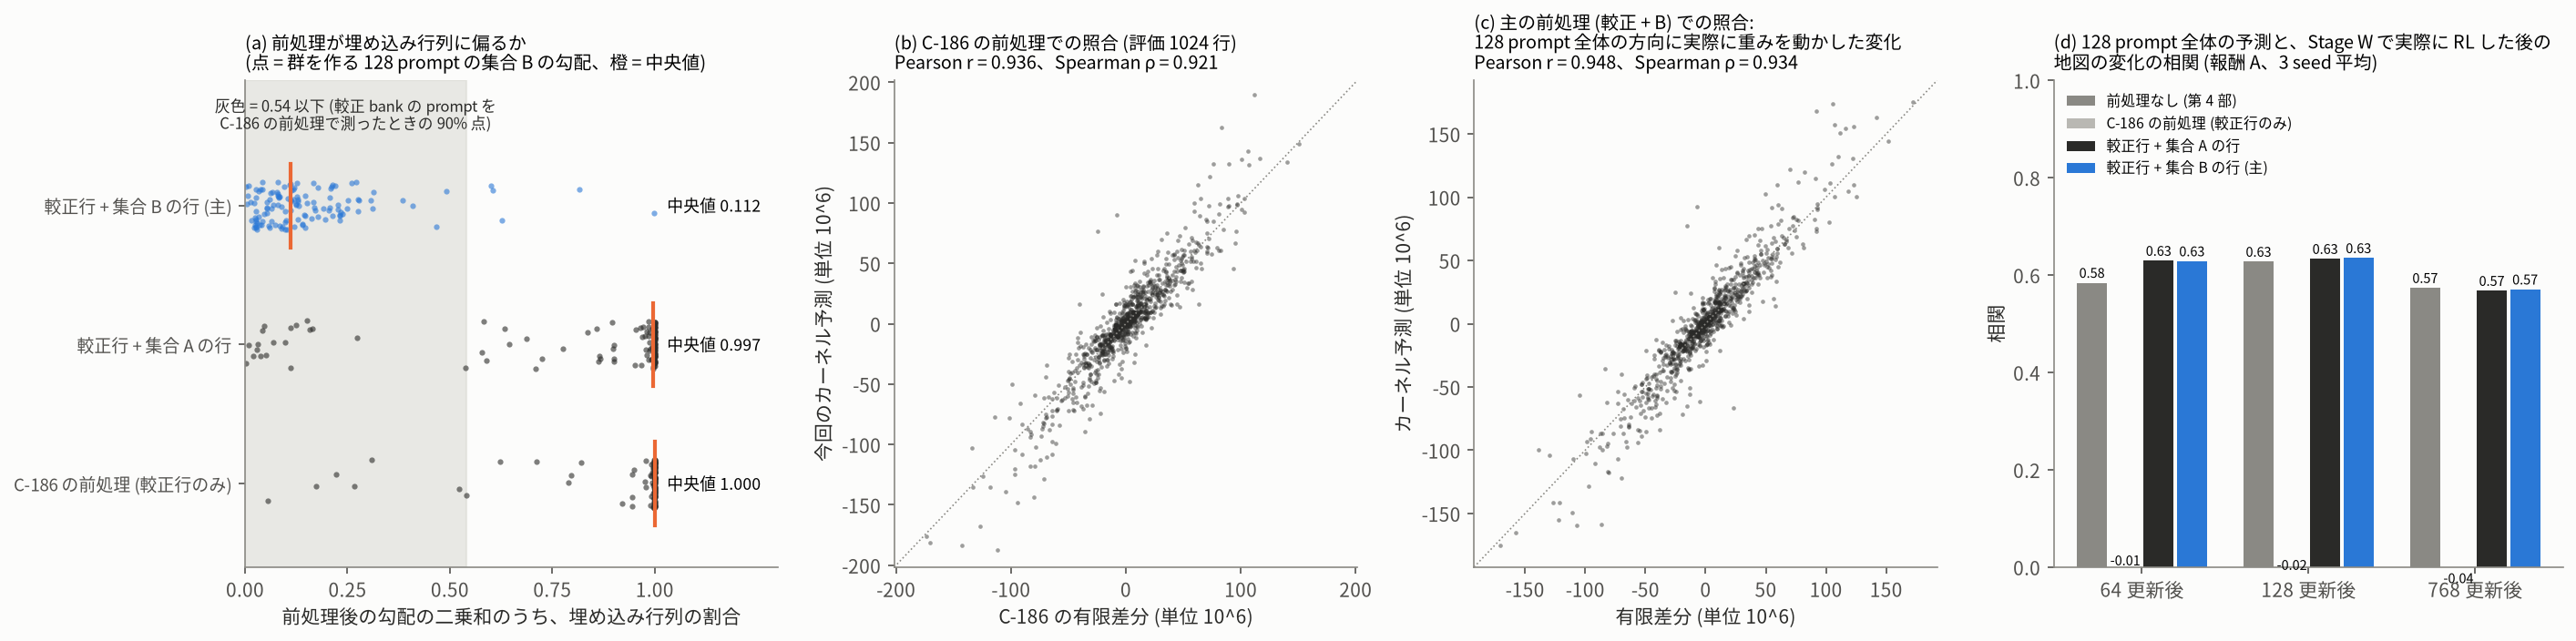 (a) 前処理が埋め込み行列に偏るか
(点 = 群を作る 128 prompt の集合 B の勾配、橙 = 中央値)
灰色 = 0.54 以下 (較正 bank の prompt を
C-186 の前処理で測ったときの 90% 点)
較正行 + 集合 B の行 (主)
中央値 0.112
較正行 + 集合 A の行
中央値 0.997
C-186 の前処理 (較正行のみ)
中央値 1.000
0.00
0.25
0.50
0.75
1.00
前処理後の勾配の二乗和のうち、埋め込み行列の割合
(b) C-186 の前処理での照合 (評価 1024 行)
Pearson r = 0.936、Spearman ρ = 0.921
今回のカーネル予測 (単位 10^6)
200
150
100
50
0
-50
-100
-150
-200
-200
-100
0
100
200
C-186 の有限差分 (単位 10^6)
(c) 主の前処理 (較正 + B) での照合:
128 prompt 全体の方向に実際に重みを動かした変化
Pearson r = 0.948、Spearman ρ = 0.934
カーネル予測 (単位 10^6)
150
100
50
0
-50
-100
-150
-150
-100
-50
0
50
100
150
有限差分 (単位 10^6)
(d) 128 prompt 全体の予測と、Stage W で実際に RL した後の
地図の変化の相関 (報酬 A、3 seed 平均)
相関
1.0
0.8
0.6
0.4
0.2
0.0
前処理なし (第 4 部)
C-186 の前処理 (較正行のみ)
較正行 + 集合 A の行
較正行 + 集合 B の行 (主)
0.58
-0.01
0.63
0.63
0.63
-0.02
0.63
0.63
0.57
-0.04
0.57
0.57
64 更新後
128 更新後
768 更新後